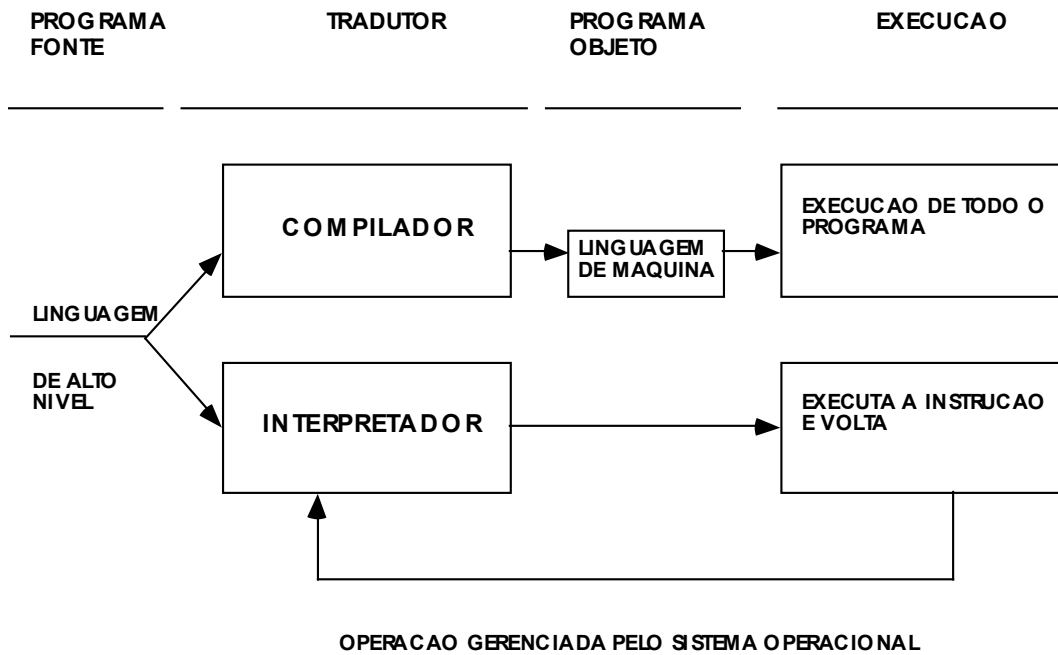 PROGRAMA
FONTE
TRADUTOR
PROGRAMA
OBJETO
EXECUCAO
COMPILADOR
LINGUAGEM
DE MAQUINA
EXECUCAO DE TODO O
PROGRAMA
LINGUAGEM
DE ALTO
NIVEL
INTERPRETADOR
EXECUTA A INSTRUCAO
E VOLTA
OPERACAO GERENCIADA PELO SISTEMA OPERACIONAL